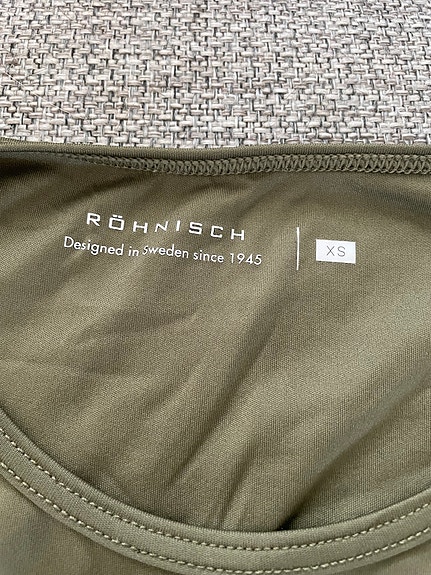 RÖHNISCH
Designed in Sweden since 1945
XS